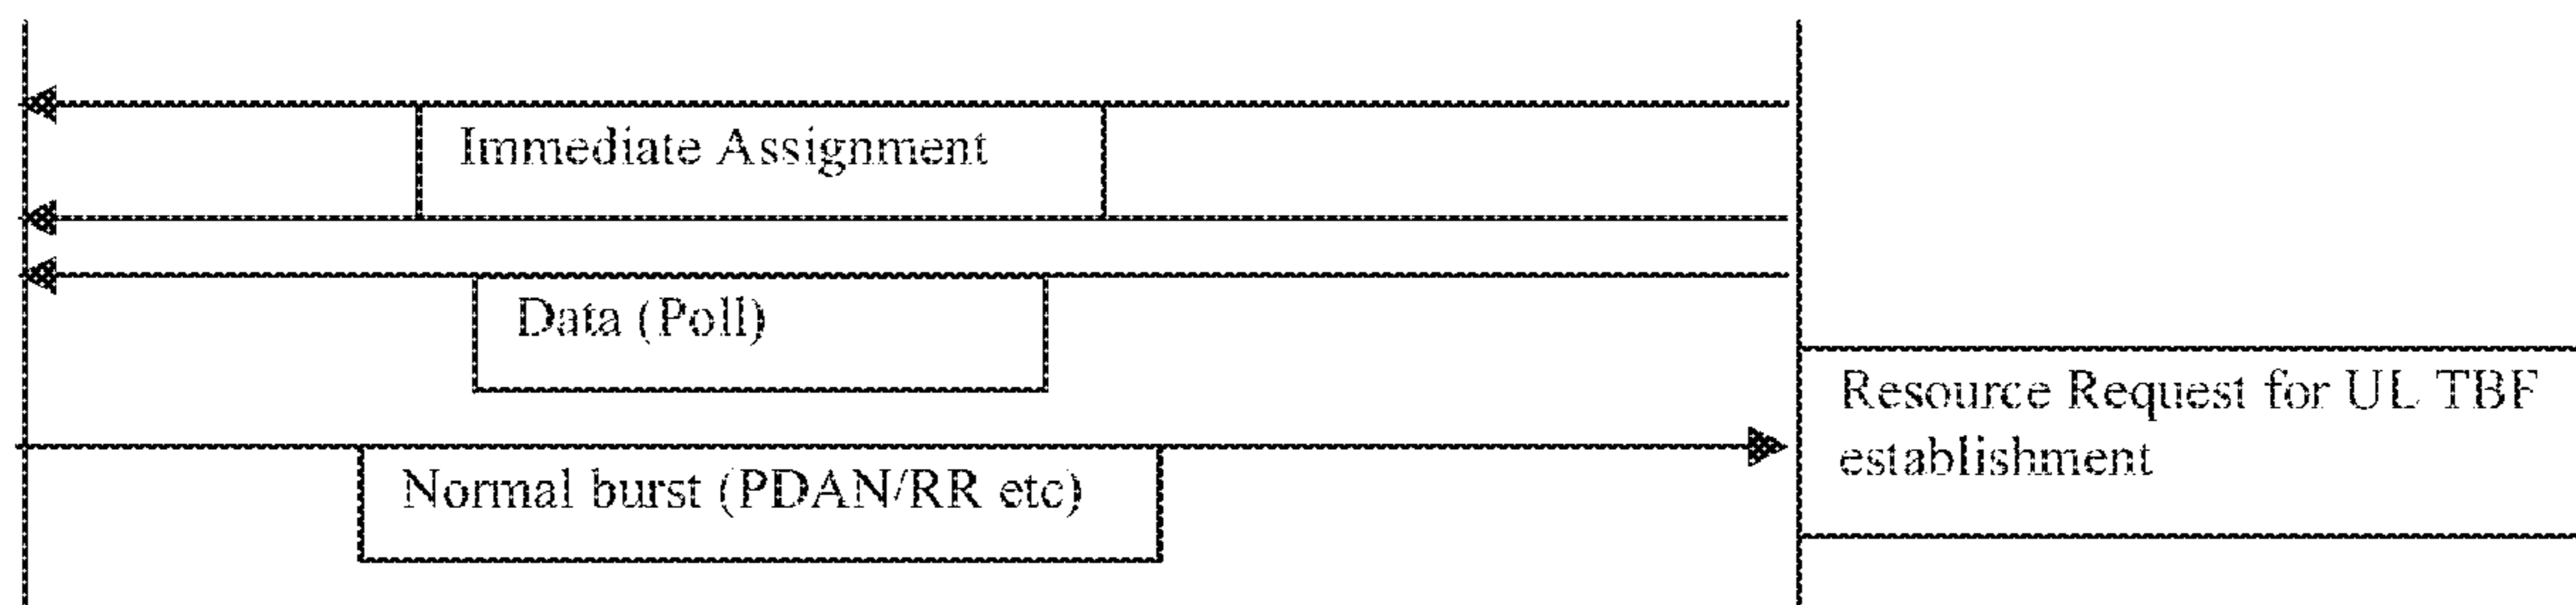 Immediate Assignment
Data (Poll)
Resource Request for UL TBF
establishment
Normal burst (PDAN/RR etc)